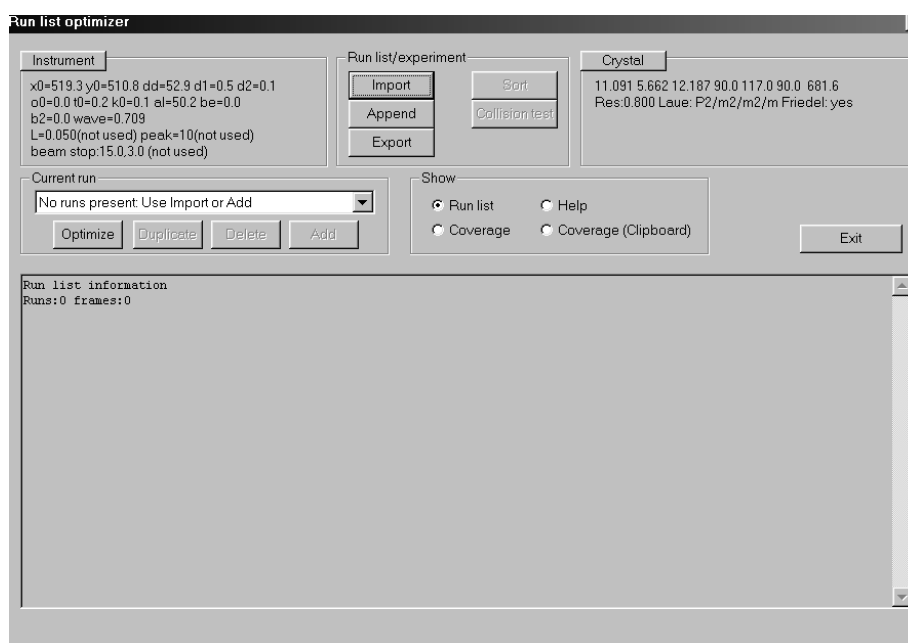 Run list optimizer
Instrument
x0=519.3 y0=510.8 dd=52.9 d1=0.5 d2=0.1
o0=0.0 t0=0.2 k0=0.1 al=50.2 be=0.0
b2=0.0 wave=0.709
L=0.050(not used) peak=10(not used)
beam stop:15.0,3.0 (not used)
Run list/experiment
Import
Sort
Append
Collision test
Export
Crystal
11.091 5.662 12.187 90.0 117.0 90.0 681.6
Res:0.800 Laue: P2/m2/m2/m Friedel: yes
Current run
No runs present: Use Import or Add
Optimize
Duplicate
Delete
Add
Show
Run list
Help
Coverage
Coverage (Clipboard)
Exit
Run list information
Runs:0 frames:0